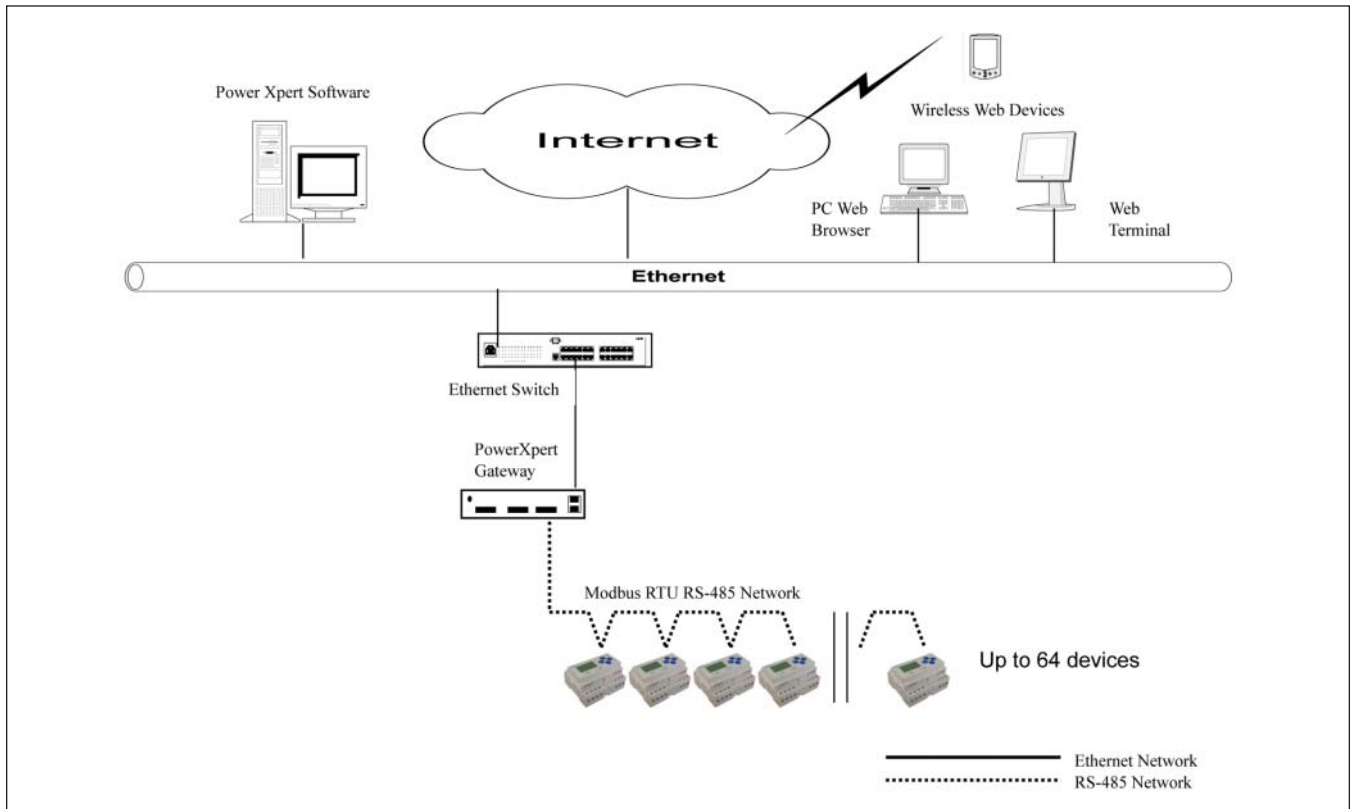 Power Xpert Software
Internet
Wireless Web Devices
PC Web
Browser
Web
Terminal
Ethernet
Ethernet Switch
PowerXpert
Gateway
Modbus RTU RS-485 Network
Up to 64 devices
Ethernet Network
RS-485 Network